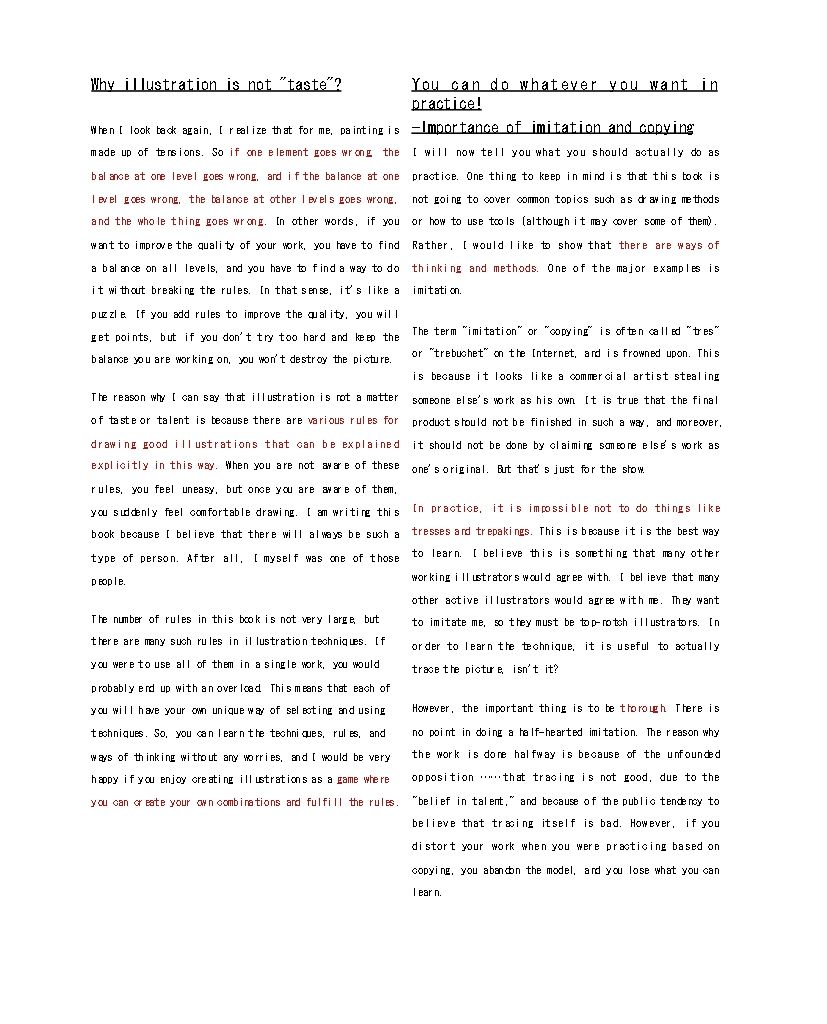 Why illustration is not "taste"?
When I look back again, I realize that for me, painting is
made up of tensions. So if one element goes wrong, the
balance at one level goes wrong, and if the balance at one
level goes wrong, the balance at other levels goes wrong,
and the whole thing goes wrong. In other words, if you
want to improve the quality of your work, you have to find
a balance on all levels, and you have to find a way to do
it without breaking the rules. In that sense, it's like a
puzzle. If you add rules to improve the quality, you will
get points, but if you don't try too hard and keep the
balance you are working on, you won't destroy the picture.
The reason why I can say that illustration is not a matter
of taste or talent is because there are various rules for
drawing good illustrations that can be explained
explicitly in this way. When you are not aware of these
rules, you feel uneasy, but once you are aware of them,
you suddenly feel comfortable drawing. I am writing this
book because I believe that there will always be such a
type of person. After all, I myself was one of those
people.
The number of rules in this book is not very large, but
there are many such rules in illustration techniques. If
you were to use all of them in a single work, you would
probably end up with an overload. This means that each of
you will have your own unique way of selecting and using
techniques. So, you can learn the techniques, rules, and
ways of thinking without any worries, and I would be very
happy if you enjoy creating illustrations as a game where
you can create your own combinations and fulfill the rules.
You can do whatever you want in
practice!
-Importance of imitation and copying
I will now tell you what you should actually do as
practice. One thing to keep in mind is that this book is
not going to cover common topics such as drawing methods
or how to use tools (although it may cover some of them).
Rather, I would like to show that there are ways of
thinking and methods. One of the major examples is
imitation.
The term "imitation" or "copying" is often called "tres"
or "trebuchet" on the Internet, and is frowned upon. This
is because it looks like a commercial artist stealing
someone else's work as his own. It is true that the final
product should not be finished in such a way, and moreover,
it should not be done by claiming someone else's work as
one's original. But that's just for the show.
In practice, it is impossible not to do things like
tresses and trepakings. This is because it is the best way
to learn. I believe this is something that many other
working illustrators would agree with. I believe that many
other active illustrators would agree with me. They want
to imitate me, so they must be top-notch illustrators. In
order to learn the technique, it is useful to actually
trace the picture, isn't it?
However, the important thing is to be thorough. There is
no point in doing a half-hearted imitation. The reason why
the work is done halfway is because of the unfounded
opposition ……that tracing is not good, due to the
"belief in talent," and because of the public tendency to
believe that tracing itself is bad. However, if you
distort your work when you were practicing based on
copying, you abandon the model, and you lose what you can
learn.